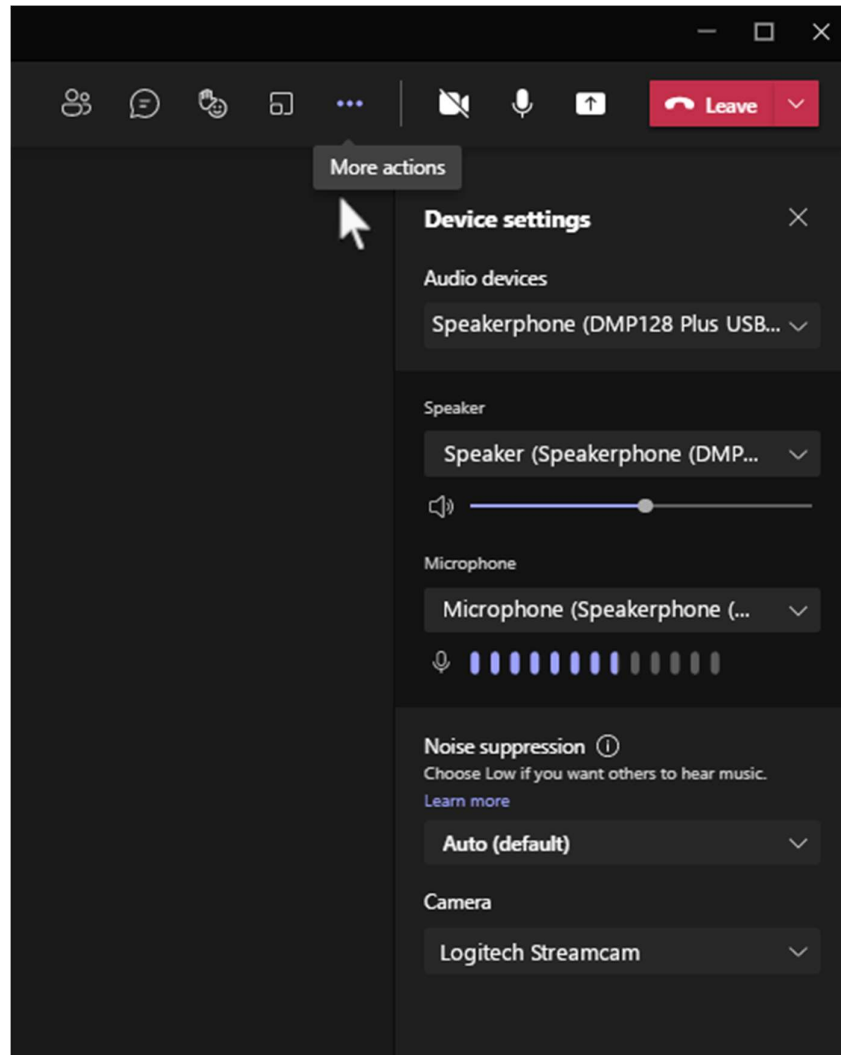 Leave
More actions
Device settings
Audio devices
Speakerphone (DMP128 Plus USB...
Speaker
Speaker (Speakerphone (DMP...
Microphone
Microphone (Speakerphone (...
Noise suppression
Choose Low if you want others to hear music.
Learn more
Auto (default)
Camera
Logitech Streamcam